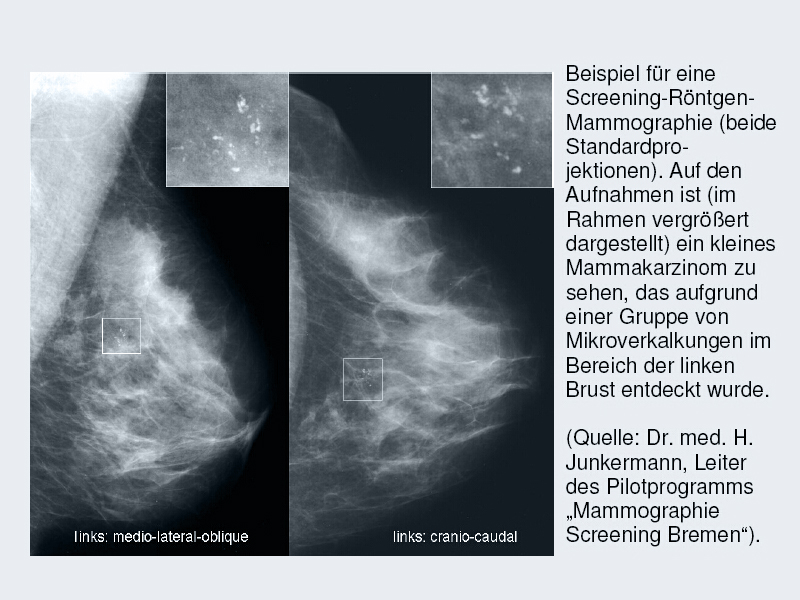 Beispiel für eine
Screening-Röntgen-
Mammographie (beide
Standardpro-
jektionen). Auf den
Aufnahmen ist (im
Rahmen vergrößert
dargestellt) ein kleines
Mammakarzinom zu
sehen, das aufgrund
einer Gruppe von
Mikroverkalkungen im
Bereich der linken
Brust entdeckt wurde.
(Quelle: Dr. med. H.
Junkermann, Leiter
des Pilotprogramms
„Mammographie
Screening Bremen“).
links: medio-lateral-oblique
links: cranio-caudal